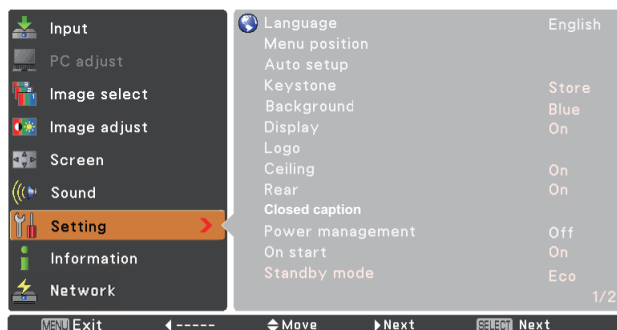 Input
PC adjust
Image select
Image adjust
Screen
Sound
Setting
Information
Network
Language English
Menu position
Auto setup
Keystone Store
Background Blue
Display On
Logo
Ceiling On
Rear On
Closed caption
Power management Off
On start On
Standby mode Eco
1/2
MENU Exit ◀ ----- Move ▶ Next SELECT Next